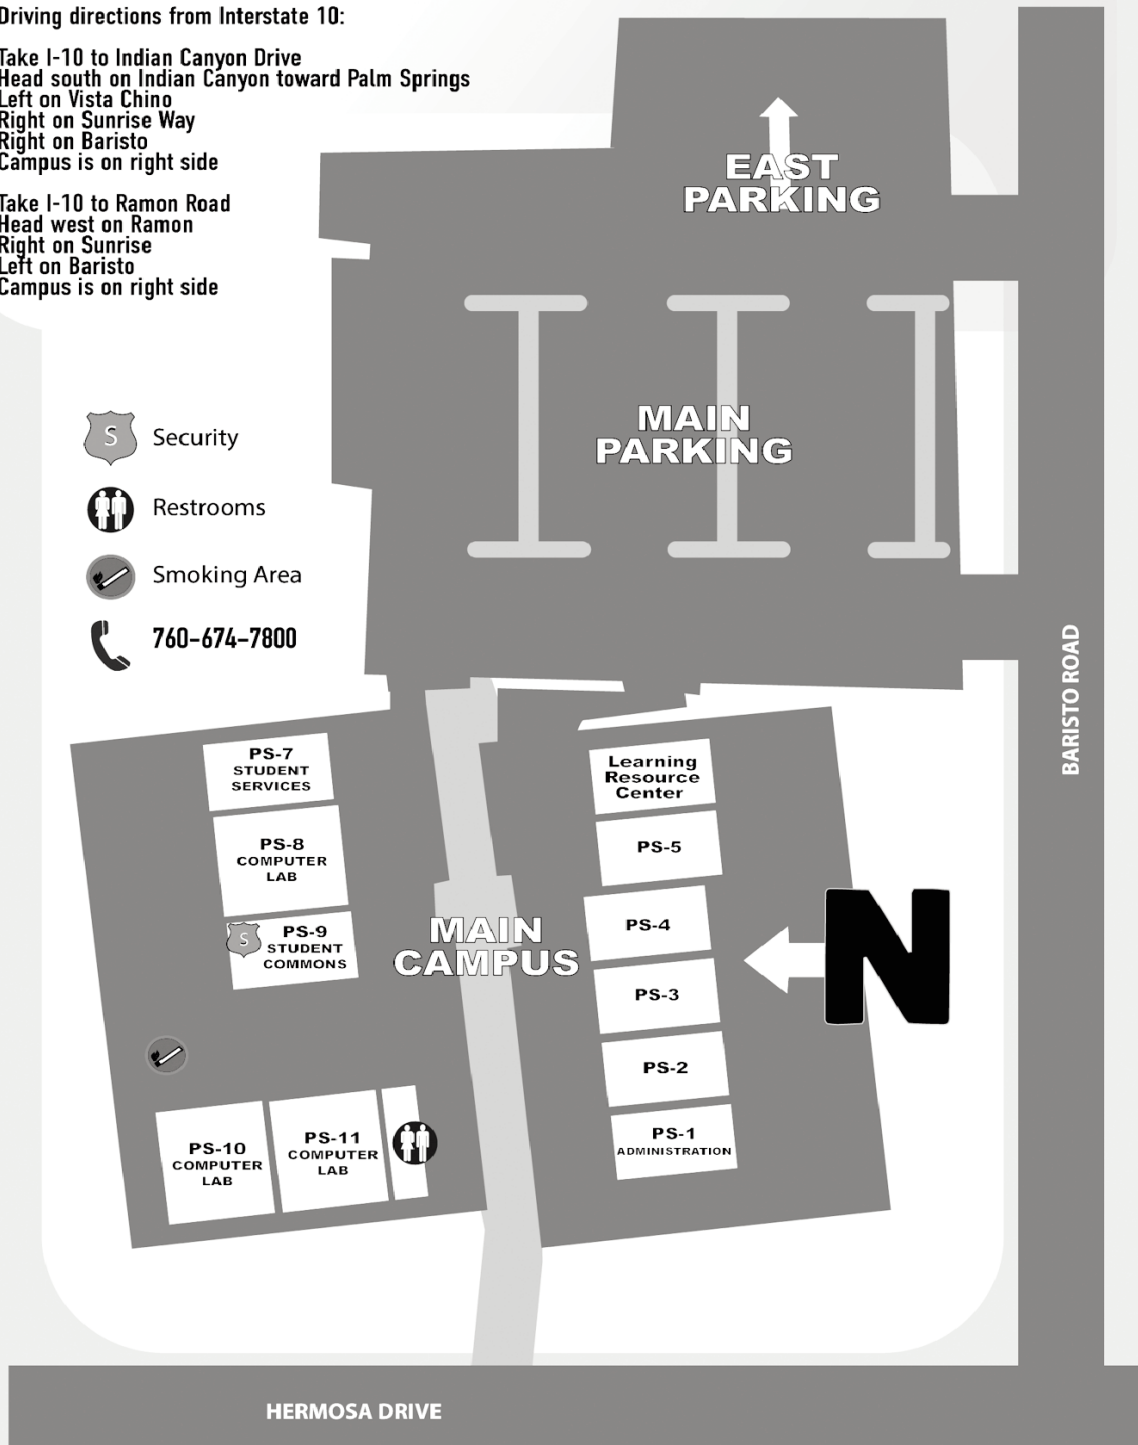 Driving directions from Interstate 10:
Take I-10 to Indian Canyon Drive
Head south on Indian Canyon toward Palm Springs
Left on Vista Chino
Right on Sunrise Way
Right on Baristo
Campus is on right side
Take I-10 to Ramon Road
Head west on Ramon
Right on Sunrise
Left on Baristo
Campus is on right side
EAST
PARKING
MAIN
PARKING
S Security
Restrooms
Smoking Area
760-674-7800
BARISTO ROAD
PS-7
STUDENT
SERVICES
PS-8
COMPUTER
LAB
S
PS-9
STUDENT
COMMONS
MAIN
CAMPUS
Learning
Resource
Center
PS-5
PS-4
PS-3
PS-2
PS-1
ADMINISTRATION
N
PS-10
COMPUTER
LAB
PS-11
COMPUTER
LAB
HERMOSA DRIVE